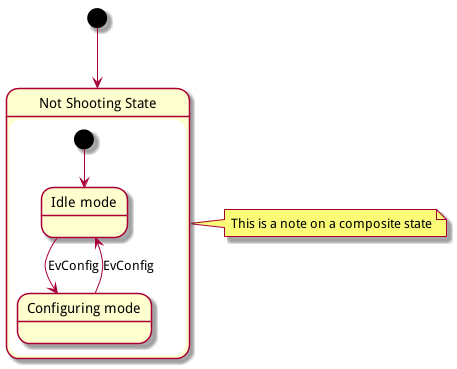 Not Shooting State
Idle mode
This is a note on a composite state
EvConfig
EvConfig
Configuring mode